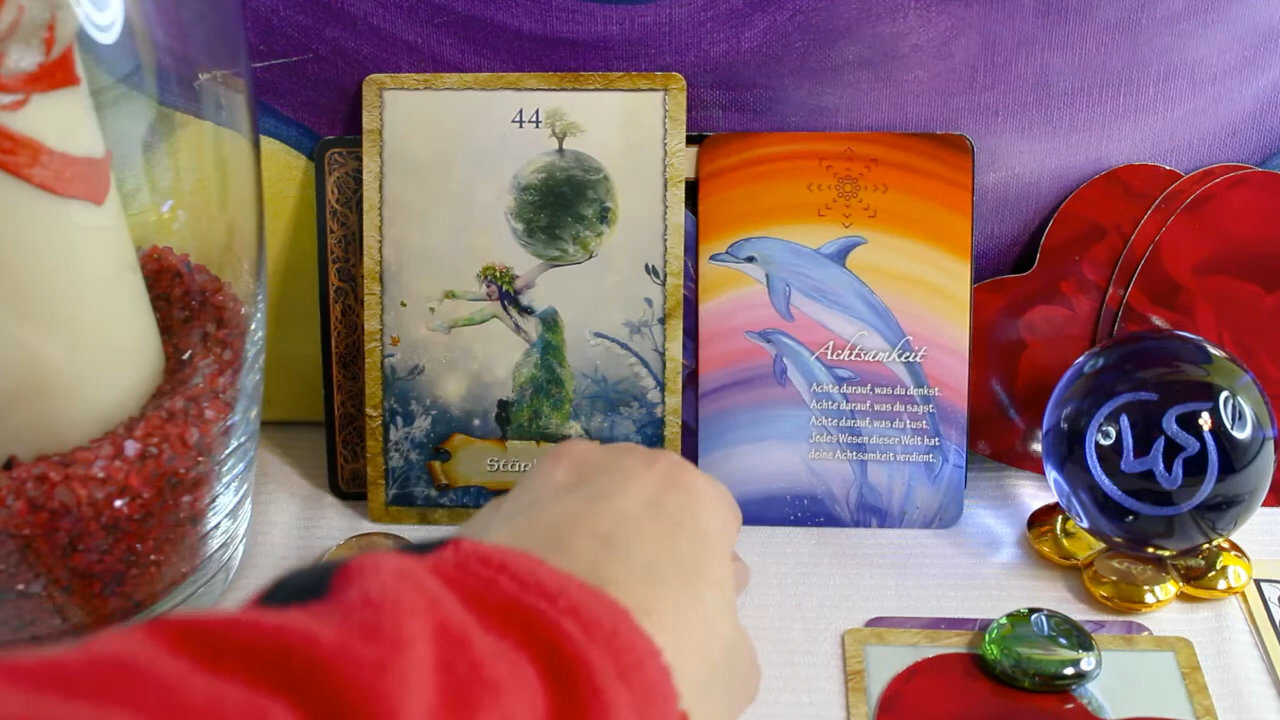 44
Achtsamkeit
Achte darauf, was du denkst.
Achte darauf, was du sagst.
Achte darauf, was du tust.
Jedes Wesen dieser Welt hat
deine Achtsamkeit verdient.